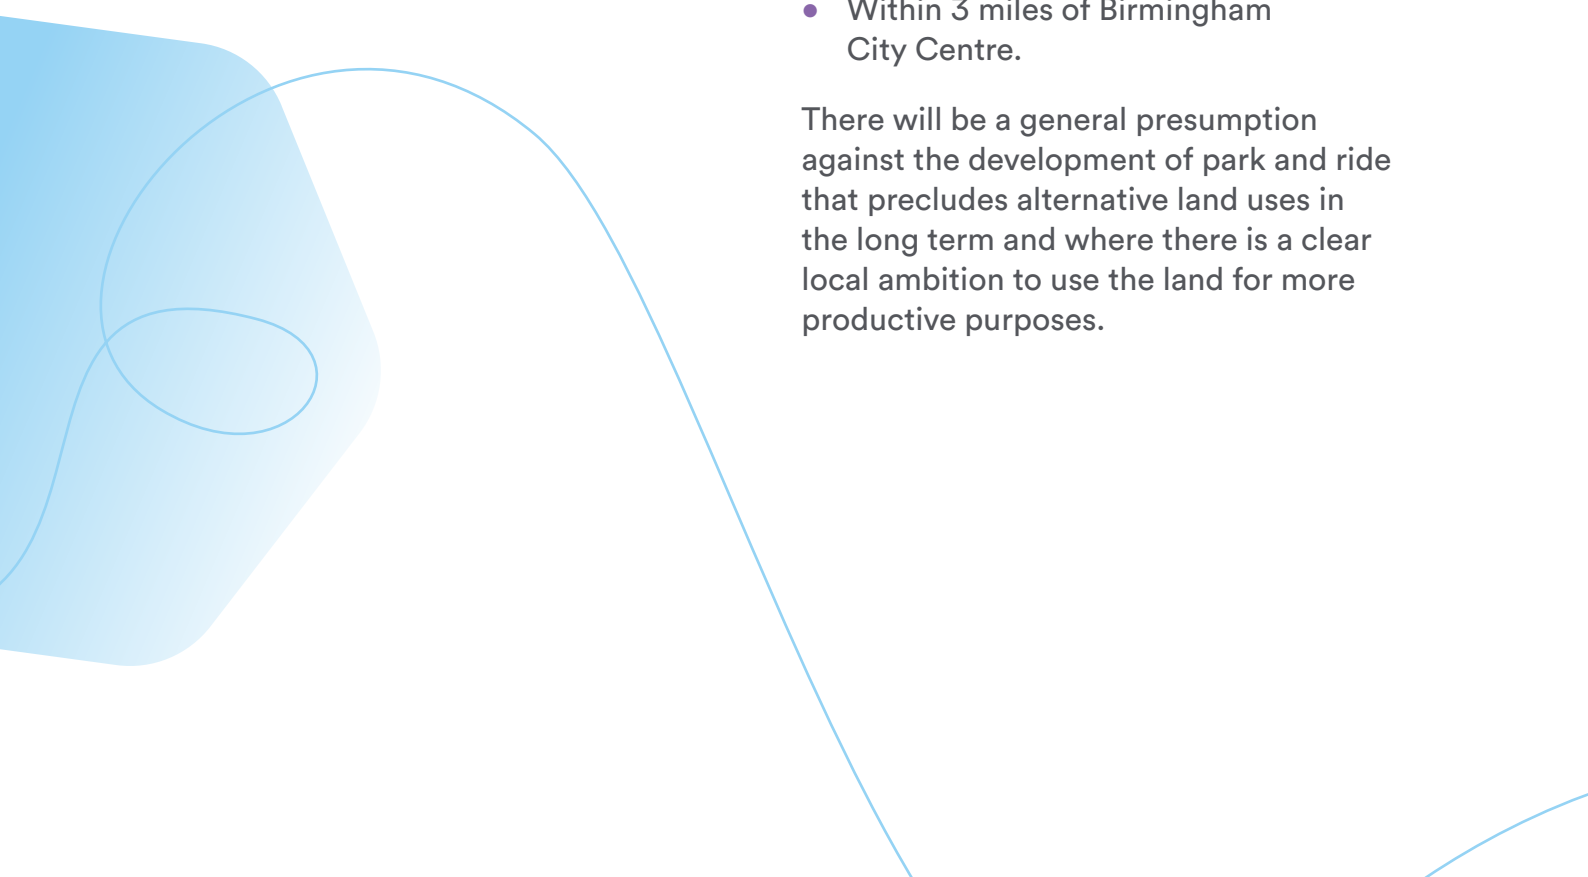 • Within 3 miles of Birmingham
City Centre.
There will be a general presumption
against the development of park and ride
that precludes alternative land uses in
the long term and where there is a clear
local ambition to use the land for more
productive purposes.